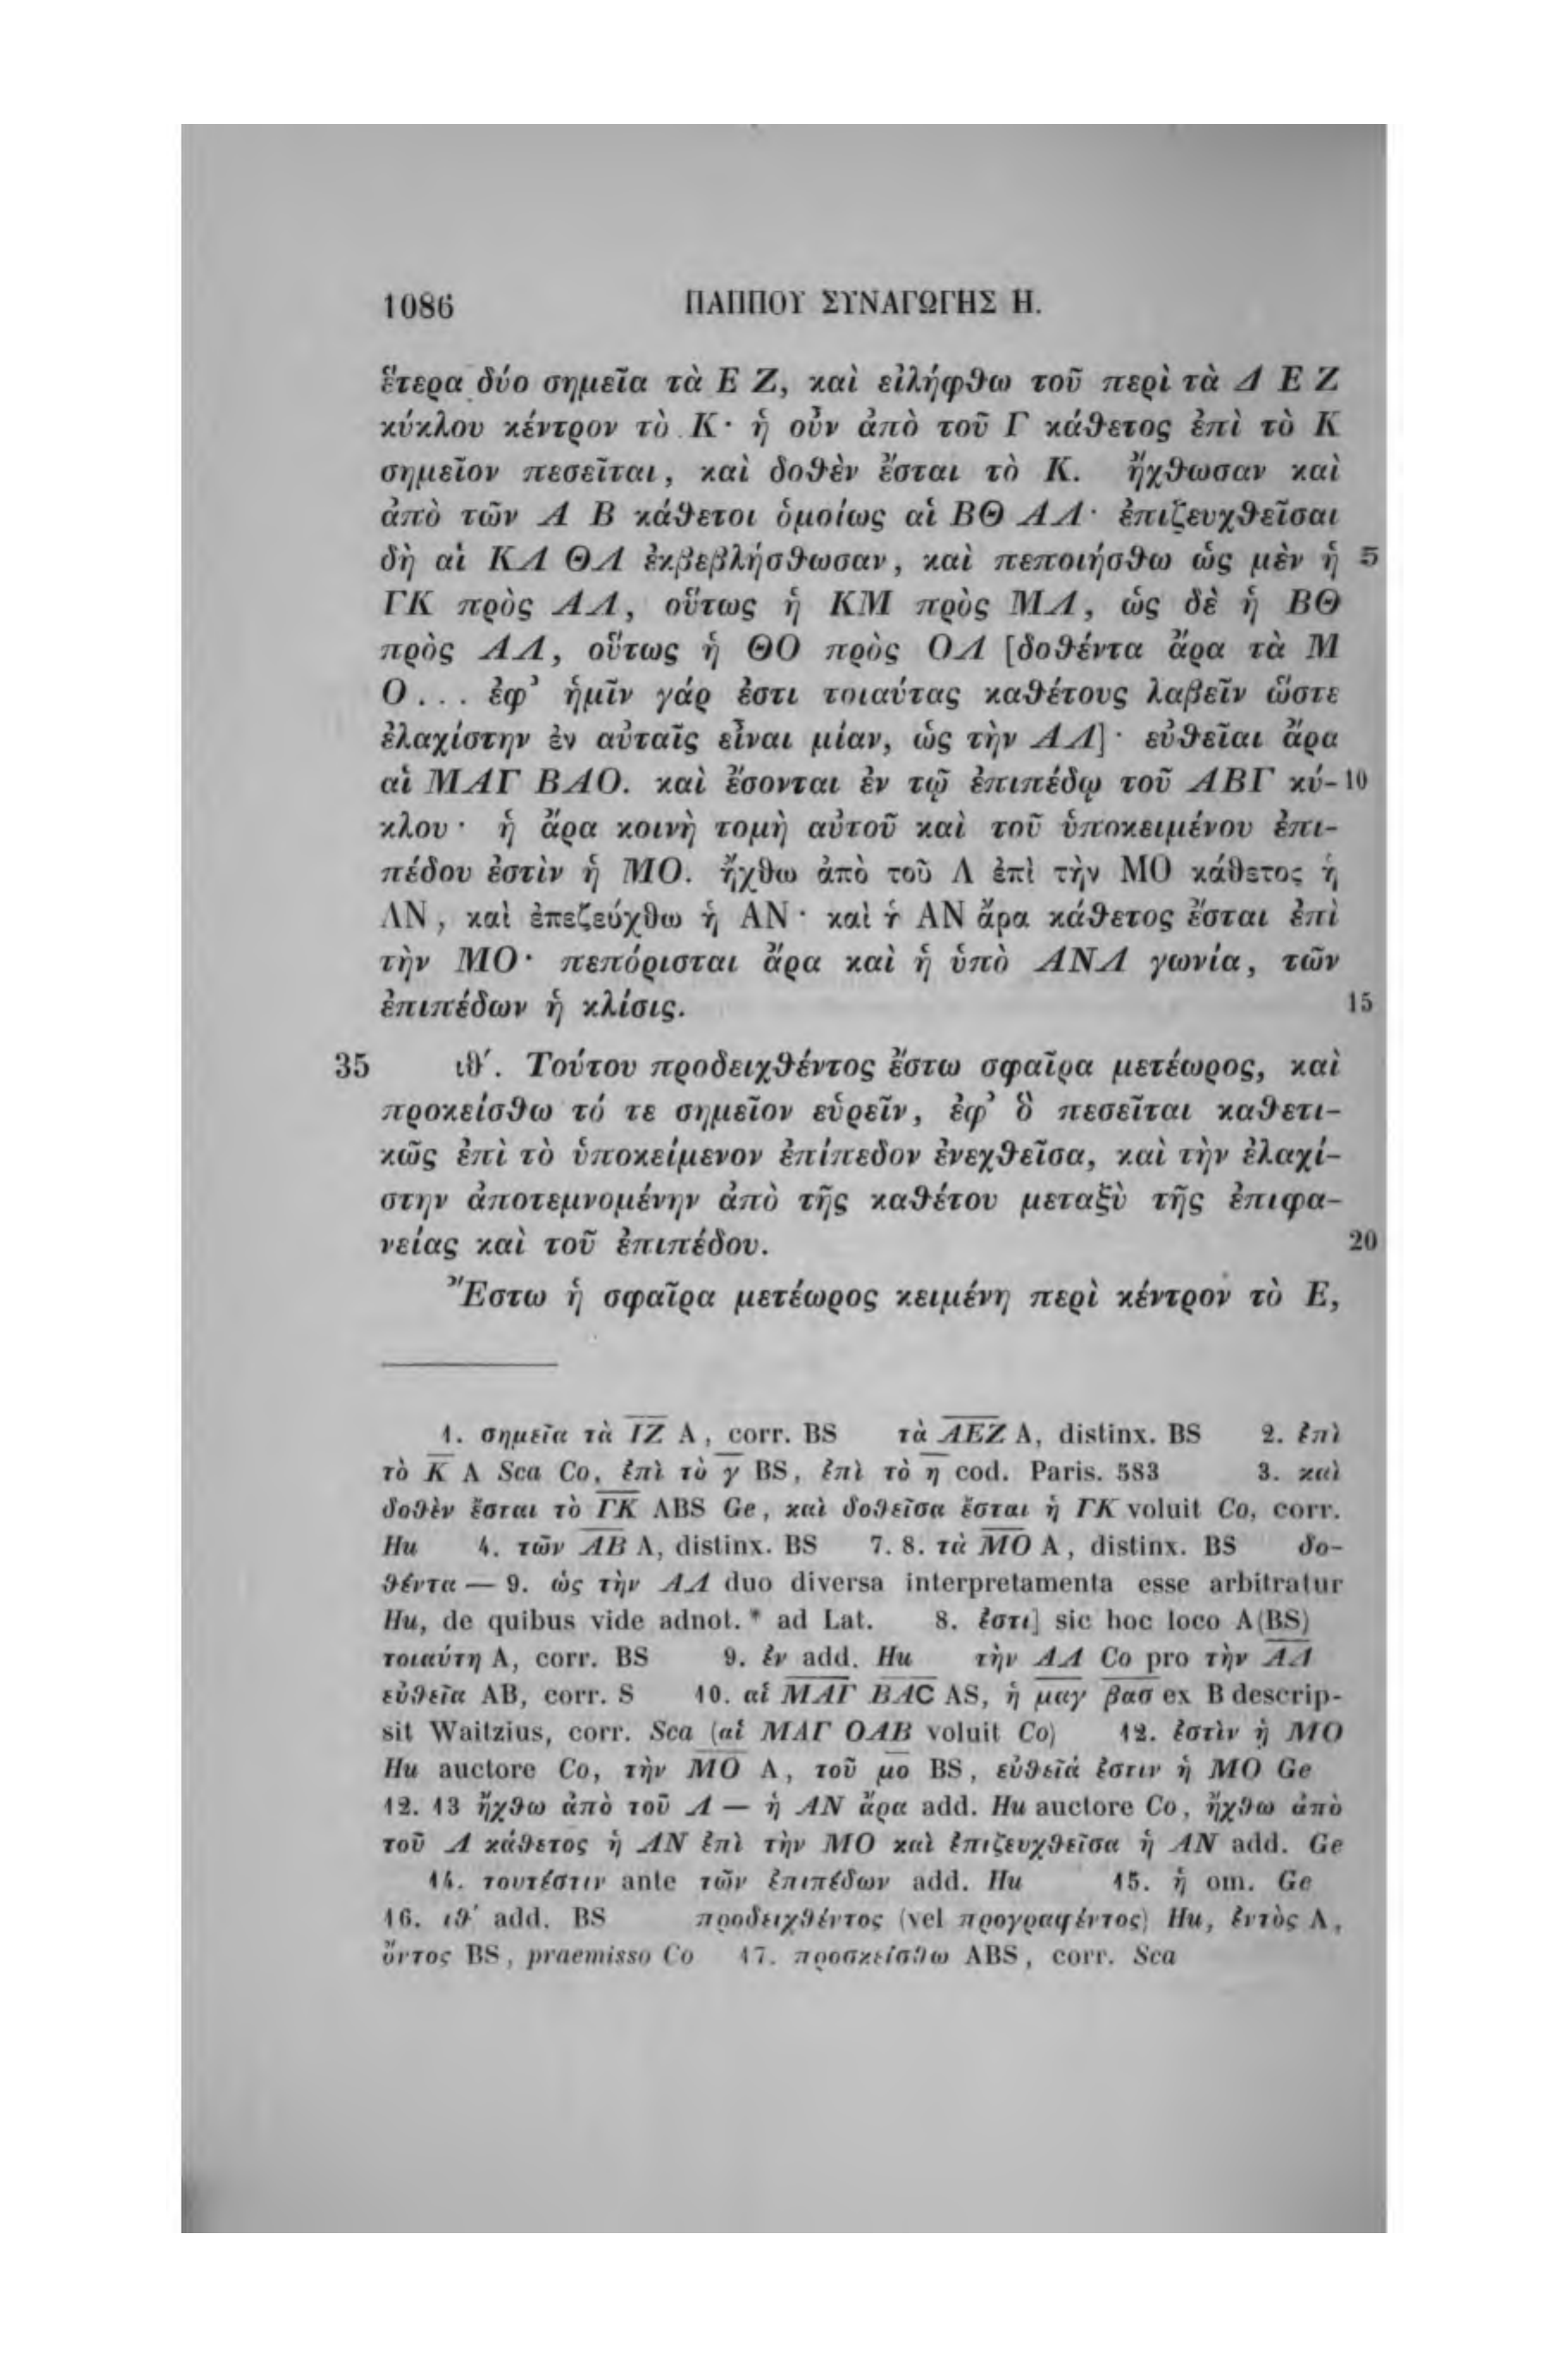 1086 ΠΑΠΠΟΥ ΣΥΝΑΓΩΓΗΣ Η.
ἕτερα δύο σημεῖα τὰ Ε Ζ, καὶ εἰλήφθω τοῦ περὶ τὰ Δ Ε Ζ
κύκλου κέντρον τὸ Κ· ἡ οὖν ἀπὸ τοῦ Γ κάθετος ἐπὶ τὸ Κ
σημεῖον πεσεῖται, καὶ δοθὲν ἔσται τὸ Κ. ἤχθωσαν καὶ
ἀπὸ τῶν Α Β κάθετοι ὁμοίως αἱ ΒΘ ΑΛ· ἐπιζευχθεῖσαι
δὴ αἱ ΚΛ ΘΛ ἐκβεβλήσθωσαν, καὶ πεποιήσθω ὡς μὲν ἡ 5
ΓΚ πρὸς ΑΛ, οὕτως ἡ ΚΜ πρὸς ΜΛ, ὡς δὲ ἡ ΒΘ
πρὸς ΑΛ, οὕτως ἡ ΘΟ πρὸς ΟΛ [δοθέντα ἄρα τὰ Μ
Ο... ἐφ’ ἡμῖν γάρ ἐστι τοιαύτας καθέτους λαβεῖν ὥστε
ἐλαχίστην ἐν αὐταῖς εἶναι μίαν, ὡς τὴν ΑΛ]· εὐθεῖαι ἄρα
αἱ ΜΑΓ ΒΑΟ. καὶ ἔσονται ἐν τῷ ἐπιπέδῳ τοῦ ΑΒΓ κύ- 10
κλου· ἡ ἄρα κοινὴ τομὴ αὐτοῦ καὶ τοῦ ὑποκειμένου ἐπι-
πέδου ἐστὶν ἡ ΜΟ. ἤχθω ἀπὸ τοῦ Λ ἐπὶ τὴν ΜΟ κάθετος ἡ
ΛΝ, καὶ ἐπεζεύχθω ἡ ΑΝ· καὶ ἡ ΑΝ ἄρα κάθετος ἔσται ἐπὶ
τὴν ΜΟ· πεπόρισται ἄρα καὶ ἡ ὑπὸ ΑΝΛ γωνία, τῶν
ἐπιπέδων ἡ κλίσις. 15
35 ιθ′. Τούτου προδειχθέντος ἔστω σφαῖρα μετέωρος, καὶ
προκείσθω τό τε σημεῖον εὑρεῖν, ἐφ’ ὃ πεσεῖται καθετι-
κῶς ἐπὶ τὸ ὑποκείμενον ἐπίπεδον ἐνεχθεῖσα, καὶ τὴν ἐλαχί-
στην ἀποτεμνομένην ἀπὸ τῆς καθέτου μεταξὺ τῆς ἐπιφα-
νείας καὶ τοῦ ἐπιπέδου. 20
Ἔστω ἡ σφαῖρα μετέωρος κειμένη περὶ κέντρον τὸ Ε,
1. σημεῖα τὰ ΙΖ A, corr. BS τὰ ΔΕΖ A, distinx. BS 2. ἐπὶ
τὸ Κ A Sca Co, ἐπὶ τὸ γ BS, ἐπὶ τὸ η cod. Paris. 583 3. καὶ
δοθὲν ἔσται τὸ ΓΚ ABS Ge, καὶ δοθεῖσα ἔσται ἡ ΓΚ voluit Co, corr.
Hu 4. τῶν ΑΒ A, distinx. BS 7. 8. τὰ ΜΟ A, distinx. BS δο-
θέντα — 9. ὡς τὴν ΑΛ duo diversa interpretamenta esse arbitratur
Hu, de quibus vide adnot. * ad Lat. 8. ἐστι] sic hoc loco A(BS)
τοιαύτη A, corr. BS 9. ἐν add. Hu τὴν ΑΛ Co pro τὴν ΑΔ
εὐθεῖα AB, corr. S 10. αἱ ΜΑΓ ΒΑC AS, ἡ μαγ βασ ex B descrip-
sit Waitzius, corr. Sca (αἱ ΜΑΓ ΟΑΒ voluit Co) 12. ἐστὶν ἡ ΜΟ
Hu auctore Co, τὴν ΜΟ A, τοῦ μο BS, εὐθεῖά ἐστιν ἡ ΜΟ Ge
12. 13 ἤχθω ἀπὸ τοῦ Λ — ἡ ΑΝ ἄρα add. Hu auctore Co, ἤχθω ἀπὸ
τοῦ Λ κάθετος ἡ ΛΝ ἐπὶ τὴν ΜΟ καὶ ἐπιζευχθεῖσα ἡ ΑΝ add. Ge
14. τουτέστιν ante τῶν ἐπιπέδων add. Hu 15. ἡ om. Ge
16. ιθ′ add. BS προδειχθέντος (vel προγραφέντος) Hu, ἐντὸς A,
ὄντος BS, praemisso Co 17. προσκείσθω ABS, corr. Sca